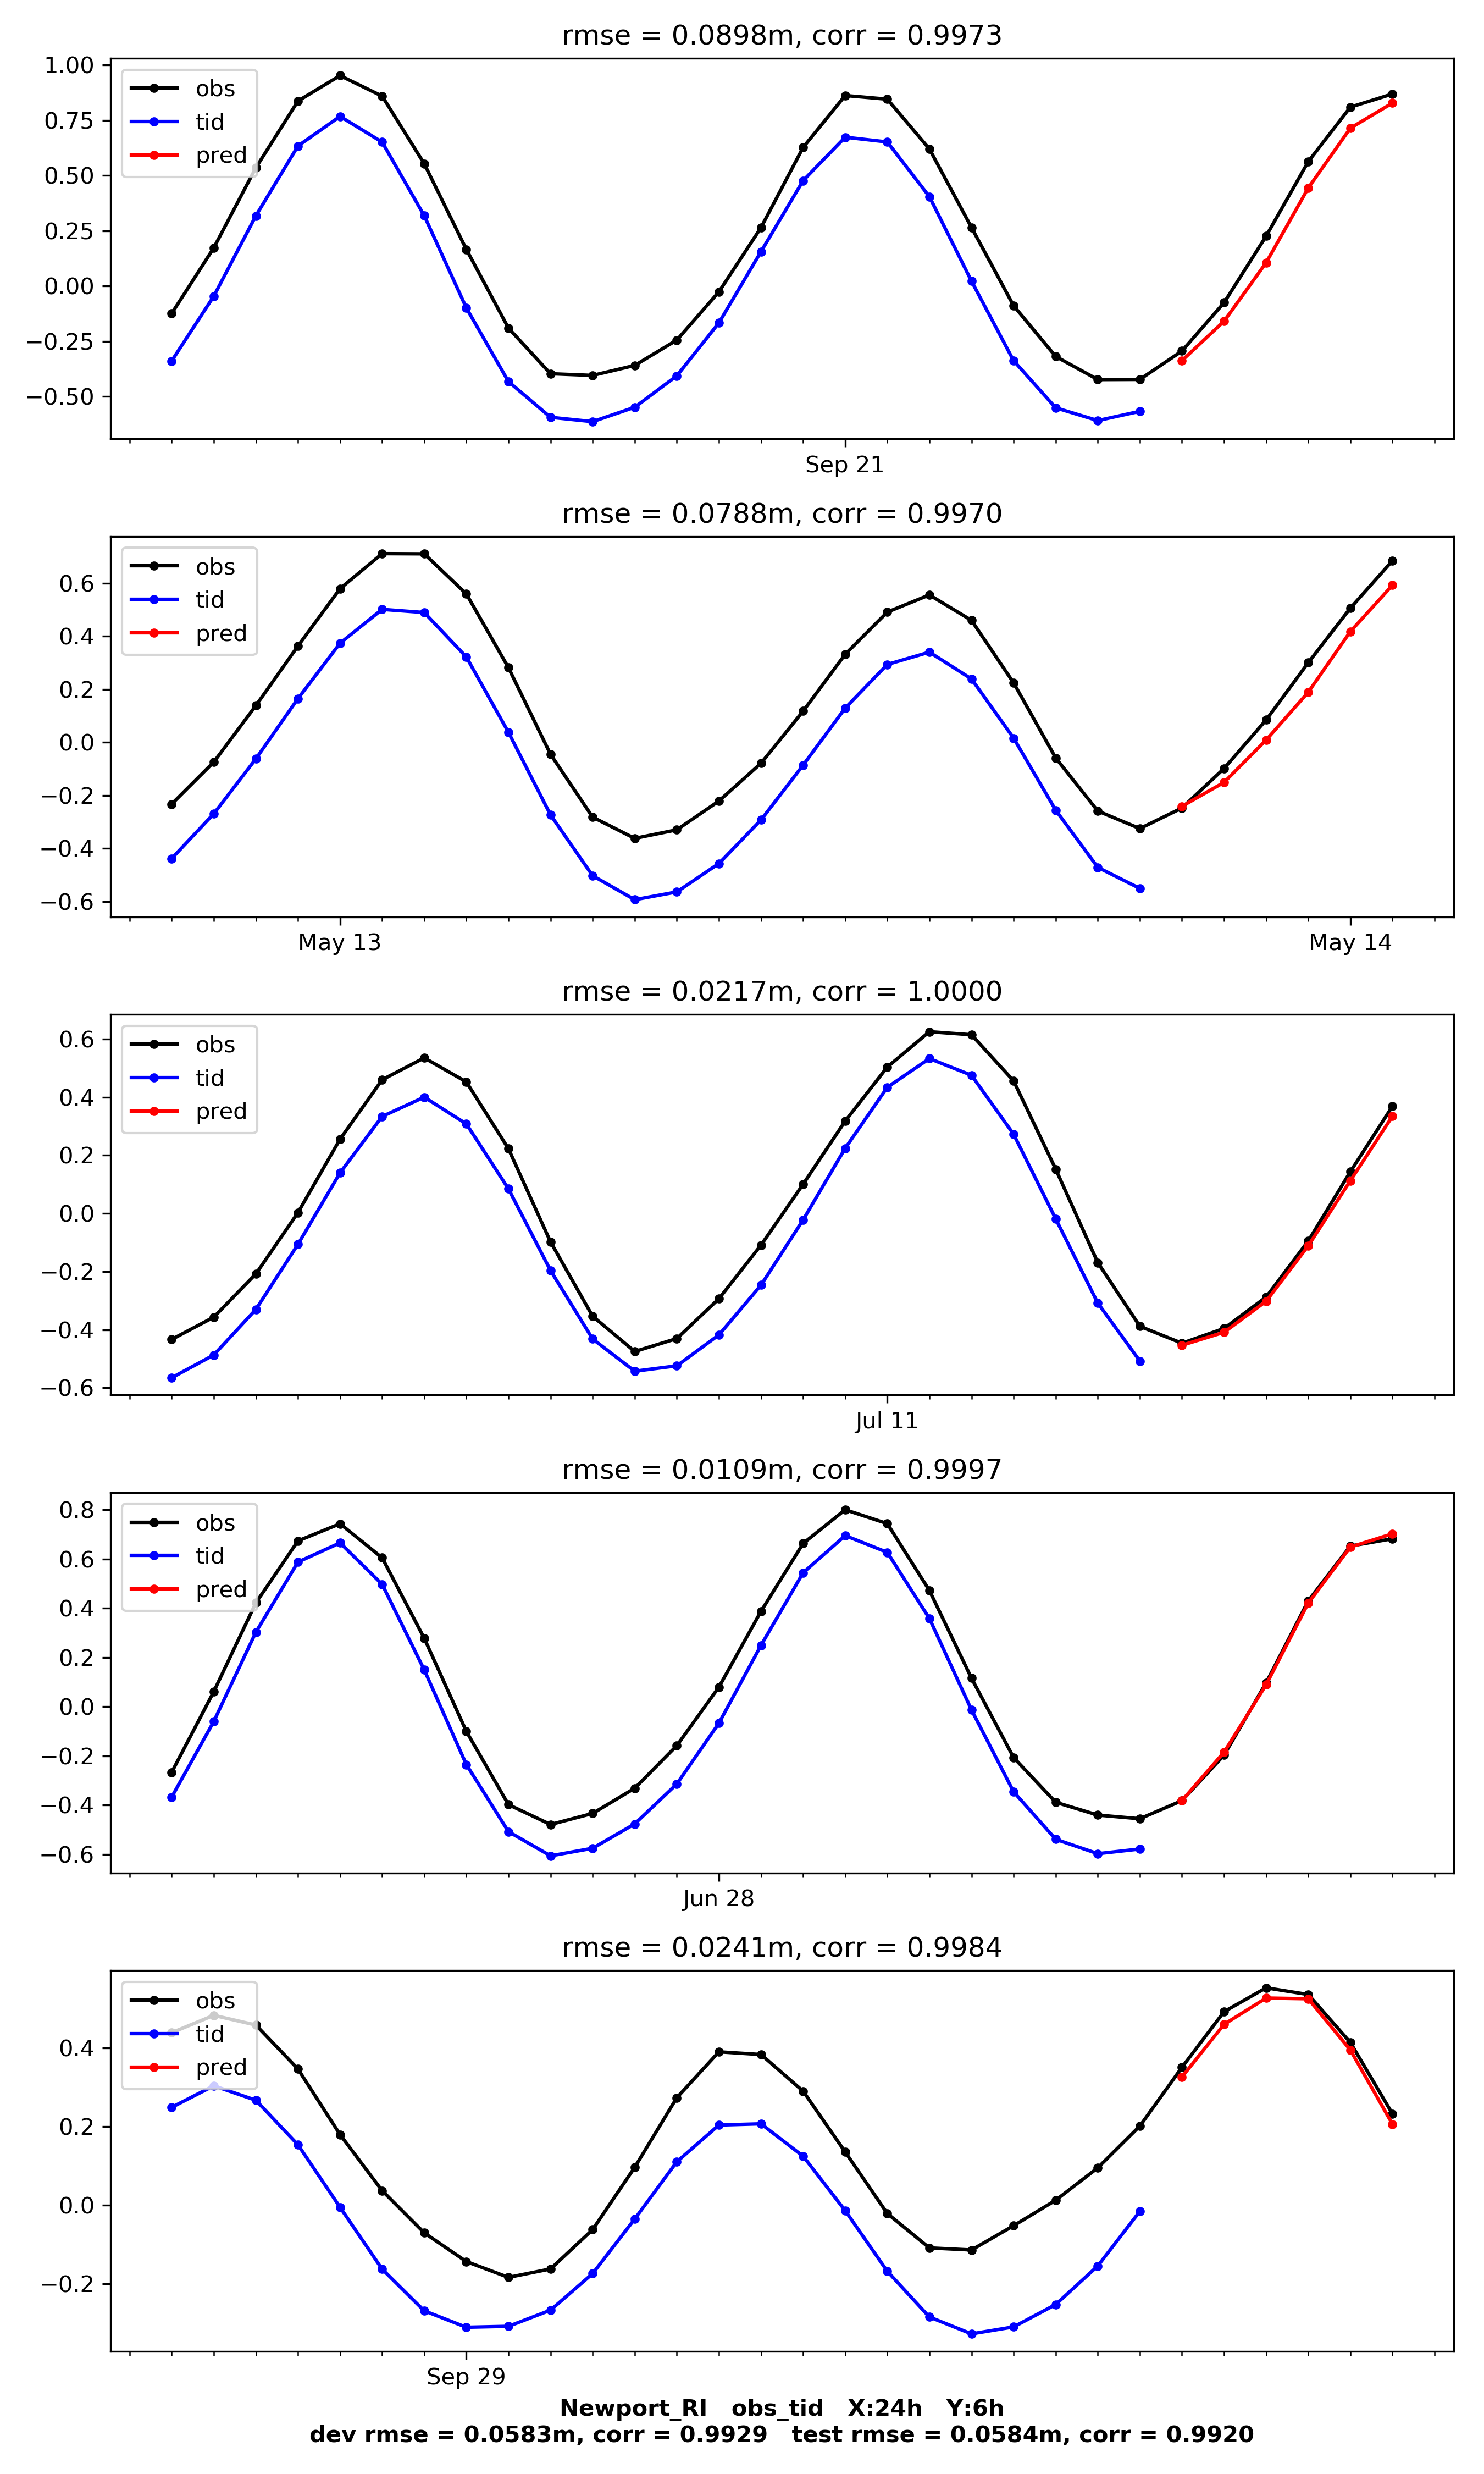 rmse = 0.0898m, corr = 0.9973
1.00
0.75
0.50
0.25
0.00
−0.25
−0.50
obs
tid
pred
Sep 21
rmse = 0.0788m, corr = 0.9970
0.6
0.4
0.2
0.0
−0.2
−0.4
−0.6
obs
tid
pred
May 13
May 14
rmse = 0.0217m, corr = 1.0000
0.6
0.4
0.2
0.0
−0.2
−0.4
−0.6
obs
tid
pred
Jul 11
rmse = 0.0109m, corr = 0.9997
0.8
0.6
0.4
0.2
0.0
−0.2
−0.4
−0.6
obs
tid
pred
Jun 28
rmse = 0.0241m, corr = 0.9984
0.4
0.2
0.0
−0.2
obs
tid
pred
Sep 29
Newport_RI obs_tid X:24h Y:6h
dev rmse = 0.0583m, corr = 0.9929 test rmse = 0.0584m, corr = 0.9920